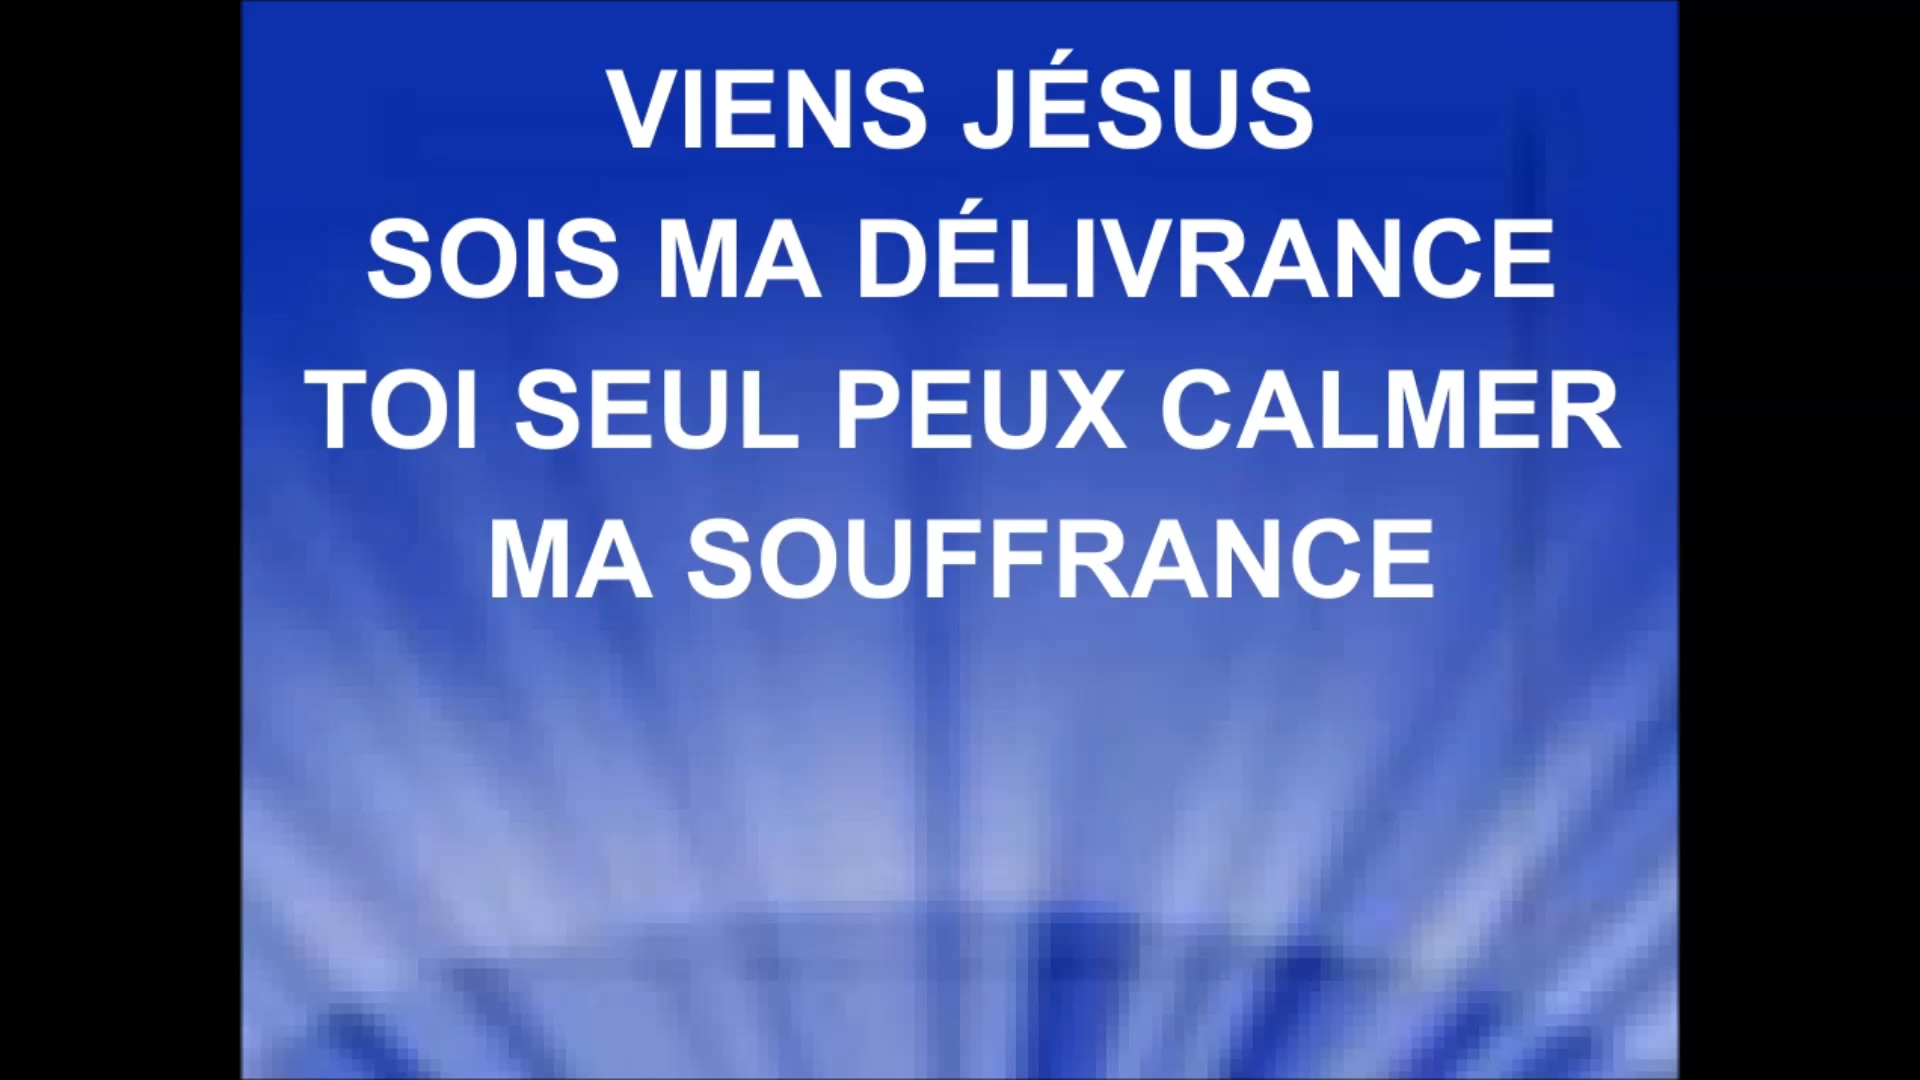 VIENS JÉSUS
SOIS MA DÉLIVRANCE
TOI SEUL PEUX CALMER
MA SOUFFRANCE